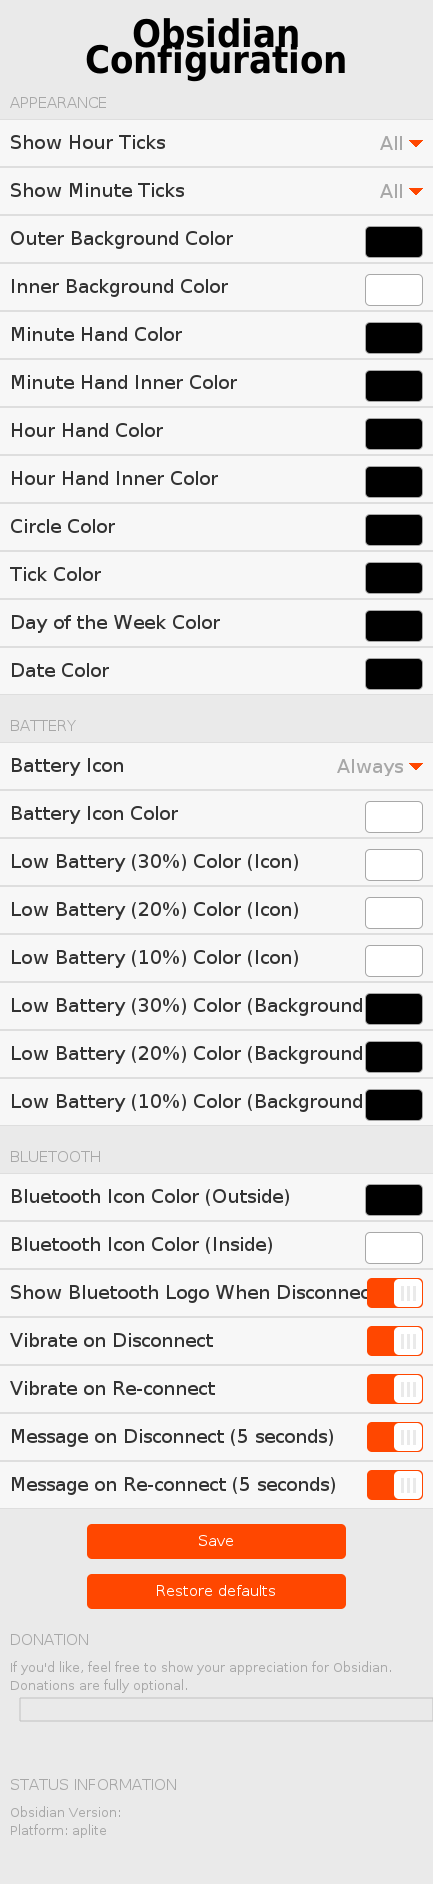 Obsidian
Configuration
APPEARANCE
Show Hour Ticks All
Show Minute Ticks All
Outer Background Color
Inner Background Color
Minute Hand Color
Minute Hand Inner Color
Hour Hand Color
Hour Hand Inner Color
Circle Color
Tick Color
Day of the Week Color
Date Color
BATTERY
Battery Icon Always
Battery Icon Color
Low Battery (30%) Color (Icon)
Low Battery (20%) Color (Icon)
Low Battery (10%) Color (Icon)
Low Battery (30%) Color (Background
Low Battery (20%) Color (Background
Low Battery (10%) Color (Background
BLUETOOTH
Bluetooth Icon Color (Outside)
Bluetooth Icon Color (Inside)
Show Bluetooth Logo When Disconnec
Vibrate on Disconnect
Vibrate on Re-connect
Message on Disconnect (5 seconds)
Message on Re-connect (5 seconds)
Save
Restore defaults
DONATION
If you'd like, feel free to show your appreciation for Obsidian.
Donations are fully optional.
STATUS INFORMATION
Obsidian Version:
Platform: aplite